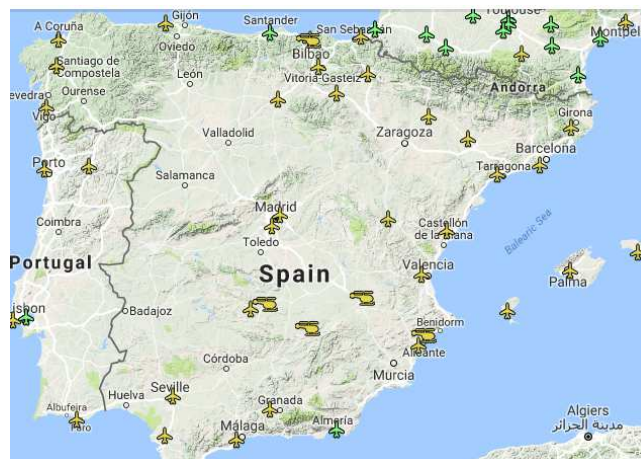 Toulouse
A Coruña
Gijón
Santander
San Sebastián
Montpel
Oviedo
Bilbao
Santiago de
Compostela
León
Vitoria-Gasteiz
Andorra
Ourense
evedra
Vigo
Girona
Valladolid
Zaragoza
Barcelona
Porto
Tarragona
Salamanca
Madrid
Coimbra
Castellón
de la Plana
Balearic Sea
Toledo
Portugal
Spain
Valencia
Palma
isbon
Badajoz
Benidorm
Alicante
Córdoba
Murcia
Seville
Huelva
Albufeira
Faro
Granada
Almería
Málaga
Algiers
مدينة الجزائر